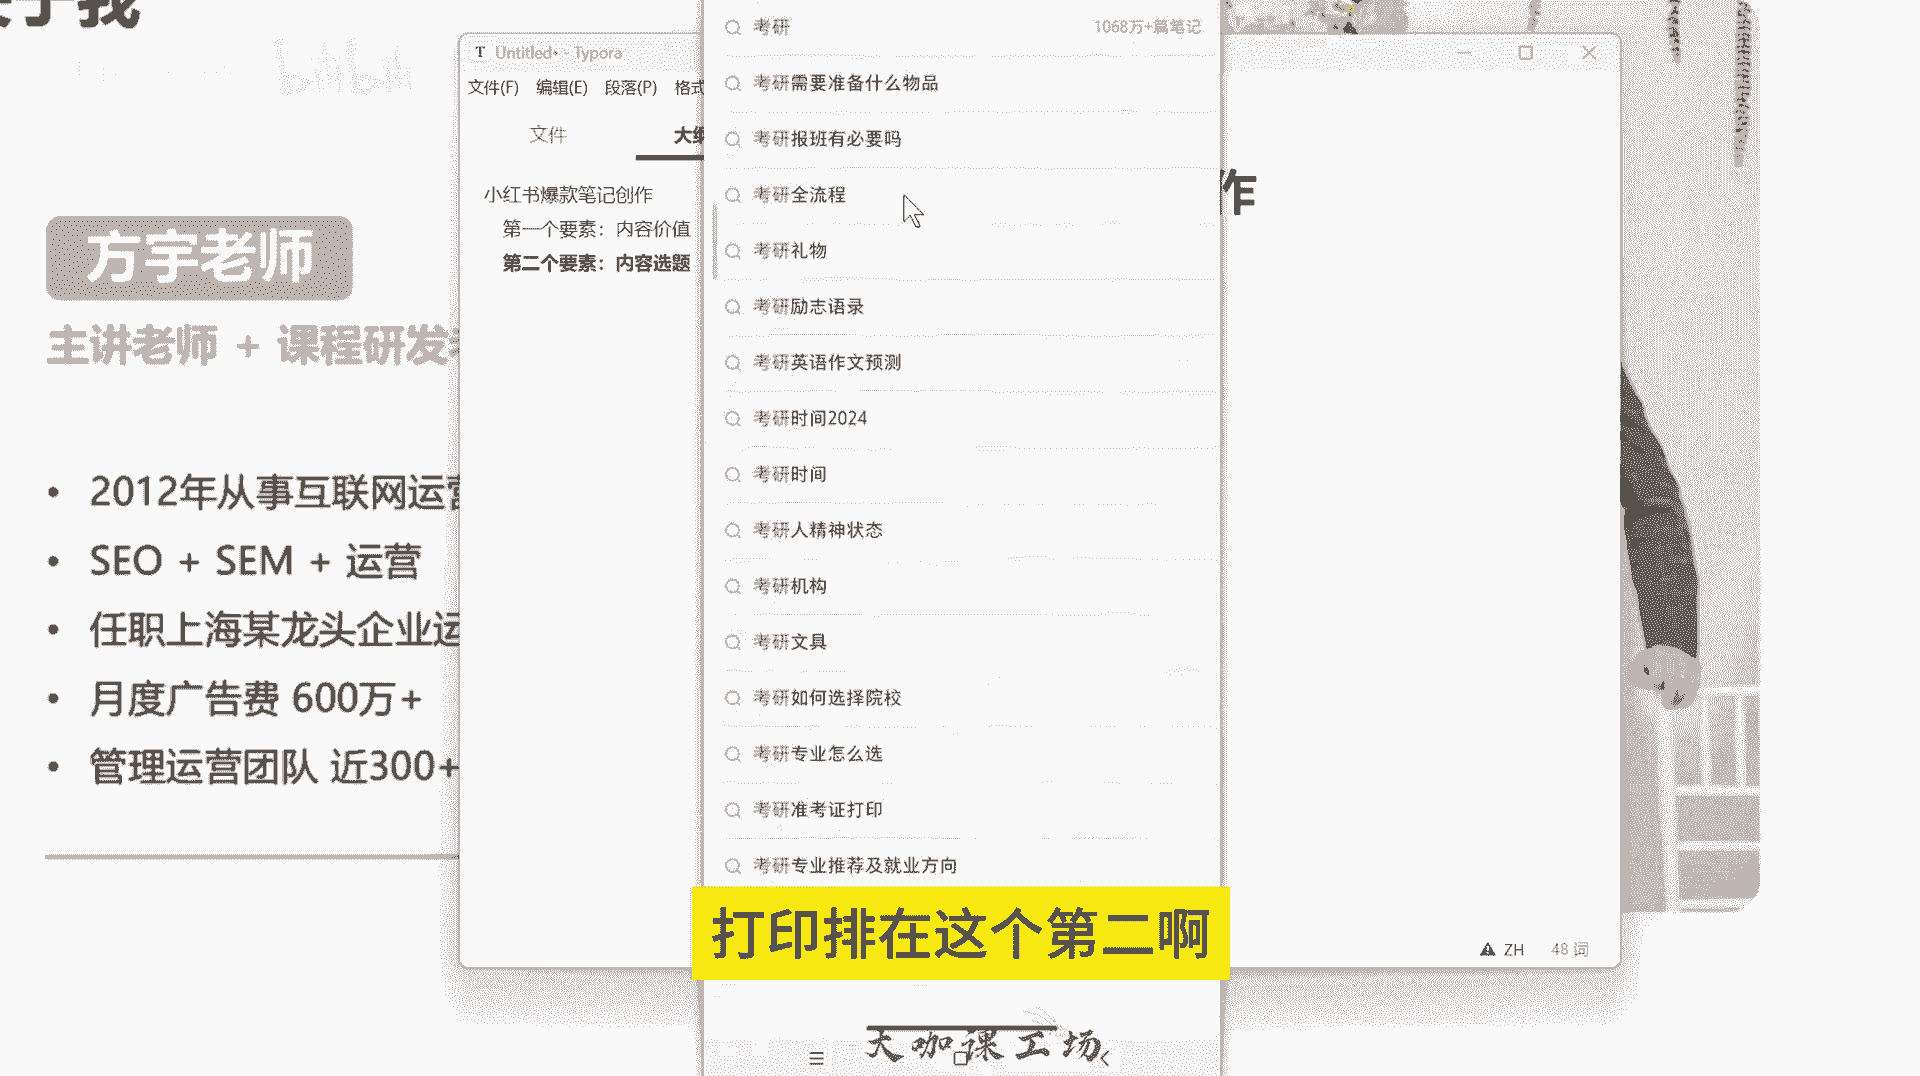 于我
bilibili
方宇老师
主讲老师 + 课程研发
• 2012年从事互联网运营
• SEO + SEM + 运营
• 任职上海某龙头企业运
• 月度广告费 600万+
• 管理运营团队 近300+
T Untitled• - Typora
文件(F) 编辑(E) 段落(P) 格式
文件 大纲
小红书爆款笔记创作
第一个要素：内容价值
第二个要素：内容选题
作
考研 1068万+篇笔记
考研需要准备什么物品
考研报班有必要吗
考研全流程
考研礼物
考研励志语录
考研英语作文预测
考研时间2024
考研时间
考研人精神状态
考研机构
考研文具
考研如何选择院校
考研专业怎么选
考研准考证打印
考研专业推荐及就业方向
打印排在这个第二啊
ZH 48 词
大咖课工场